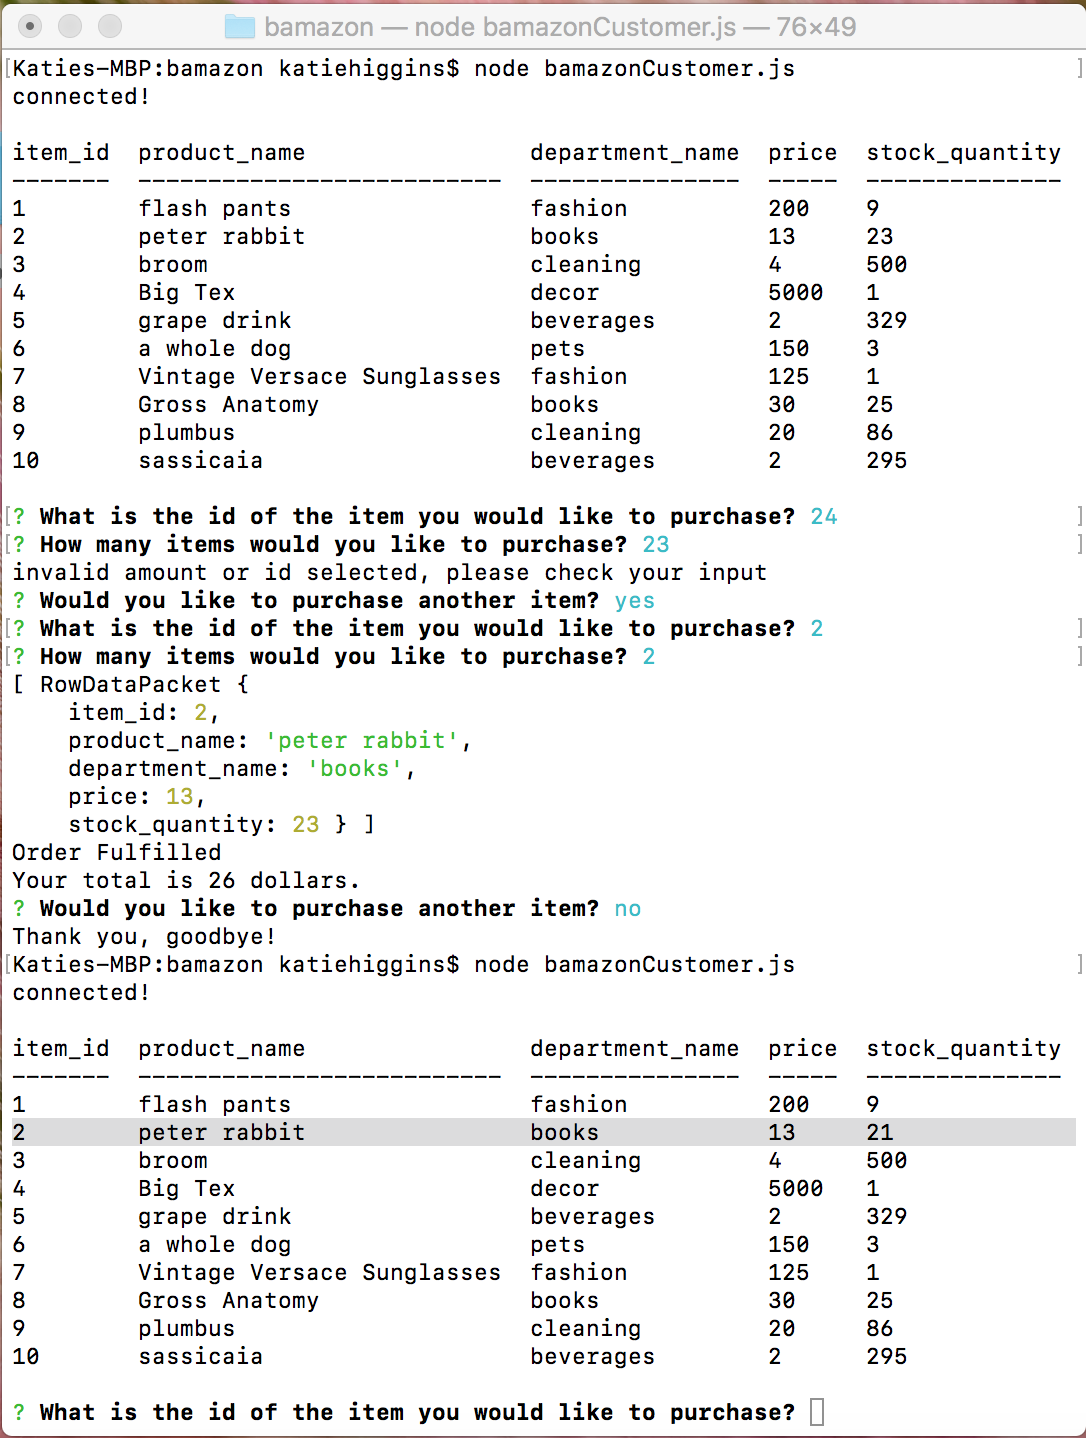 bamazon — node bamazonCustomer.js — 76×49
[Katies-MBP:bamazon katiehiggins$ node bamazonCustomer.js ]
connected!
item_id  product_name                department_name  price  stock_quantity
-------  --------------------------  ---------------  -----  --------------
1        flash pants                 fashion          200    9
2        peter rabbit                books            13     23
3        broom                       cleaning         4      500
4        Big Tex                     decor            5000   1
5        grape drink                 beverages        2      329
6        a whole dog                 pets             150    3
7        Vintage Versace Sunglasses  fashion          125    1
8        Gross Anatomy               books            30     25
9        plumbus                     cleaning         20     86
10       sassicaia                   beverages        2      295
[? What is the id of the item you would like to purchase? 24 ]
[? How many items would you like to purchase? 23 ]
invalid amount or id selected, please check your input
? Would you like to purchase another item? yes
[? What is the id of the item you would like to purchase? 2 ]
[? How many items would you like to purchase? 2 ]
[ RowDataPacket {
    item_id: 2,
    product_name: 'peter rabbit',
    department_name: 'books',
    price: 13,
    stock_quantity: 23 } ]
Order Fulfilled
Your total is 26 dollars.
? Would you like to purchase another item? no
Thank you, goodbye!
[Katies-MBP:bamazon katiehiggins$ node bamazonCustomer.js ]
connected!
item_id  product_name                department_name  price  stock_quantity
-------  --------------------------  ---------------  -----  --------------
1        flash pants                 fashion          200    9
2        peter rabbit                books            13     21
3        broom                       cleaning         4      500
4        Big Tex                     decor            5000   1
5        grape drink                 beverages        2      329
6        a whole dog                 pets             150    3
7        Vintage Versace Sunglasses  fashion          125    1
8        Gross Anatomy               books            30     25
9        plumbus                     cleaning         20     86
10       sassicaia                   beverages        2      295
? What is the id of the item you would like to purchase?